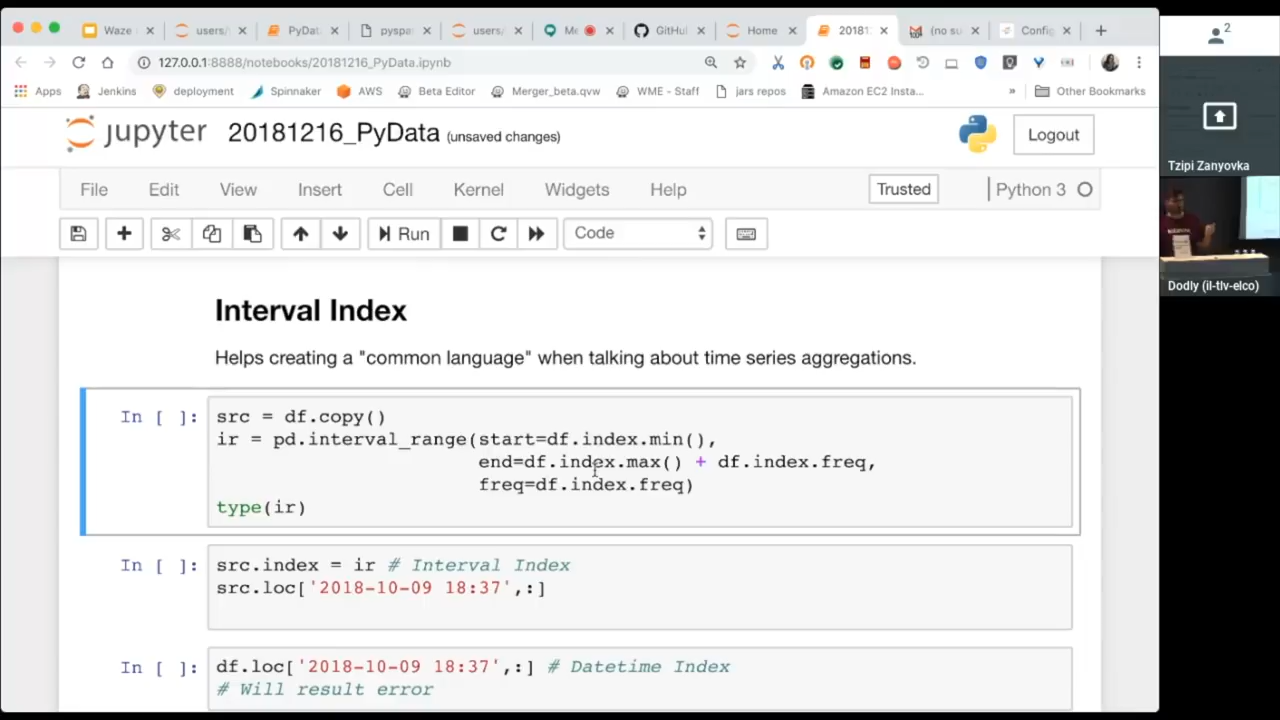 Waze
users/
PyDat
pyspa
users/
Me
GitHul
Home
20181
(no su
Config
127.0.0.1:8888/notebooks/20181216_PyData.ipynb
Apps
Jenkins
deployment
Spinnaker
AWS
Beta Editor
Merger_beta.qvw
WME - Staff
jars repos
Amazon EC2 Insta...
»
Other Bookmarks
2
jupyter 20181216_PyData (unsaved changes)
Logout
Tzipi Zanyovka
File Edit View Insert Cell Kernel Widgets Help
Trusted
Python 3
Run
Code
Dodly (il-tlv-elco)
Interval Index
Helps creating a "common language" when talking about time series aggregations.
In [ ]: src = df.copy()
ir = pd.interval_range(start=df.index.min(),
end=df.index.max() + df.index.freq,
freq=df.index.freq)
type(ir)
In [ ]: src.index = ir # Interval Index
src.loc['2018-10-09 18:37',:]
In [ ]: df.loc['2018-10-09 18:37',:] # Datetime Index
# Will result error